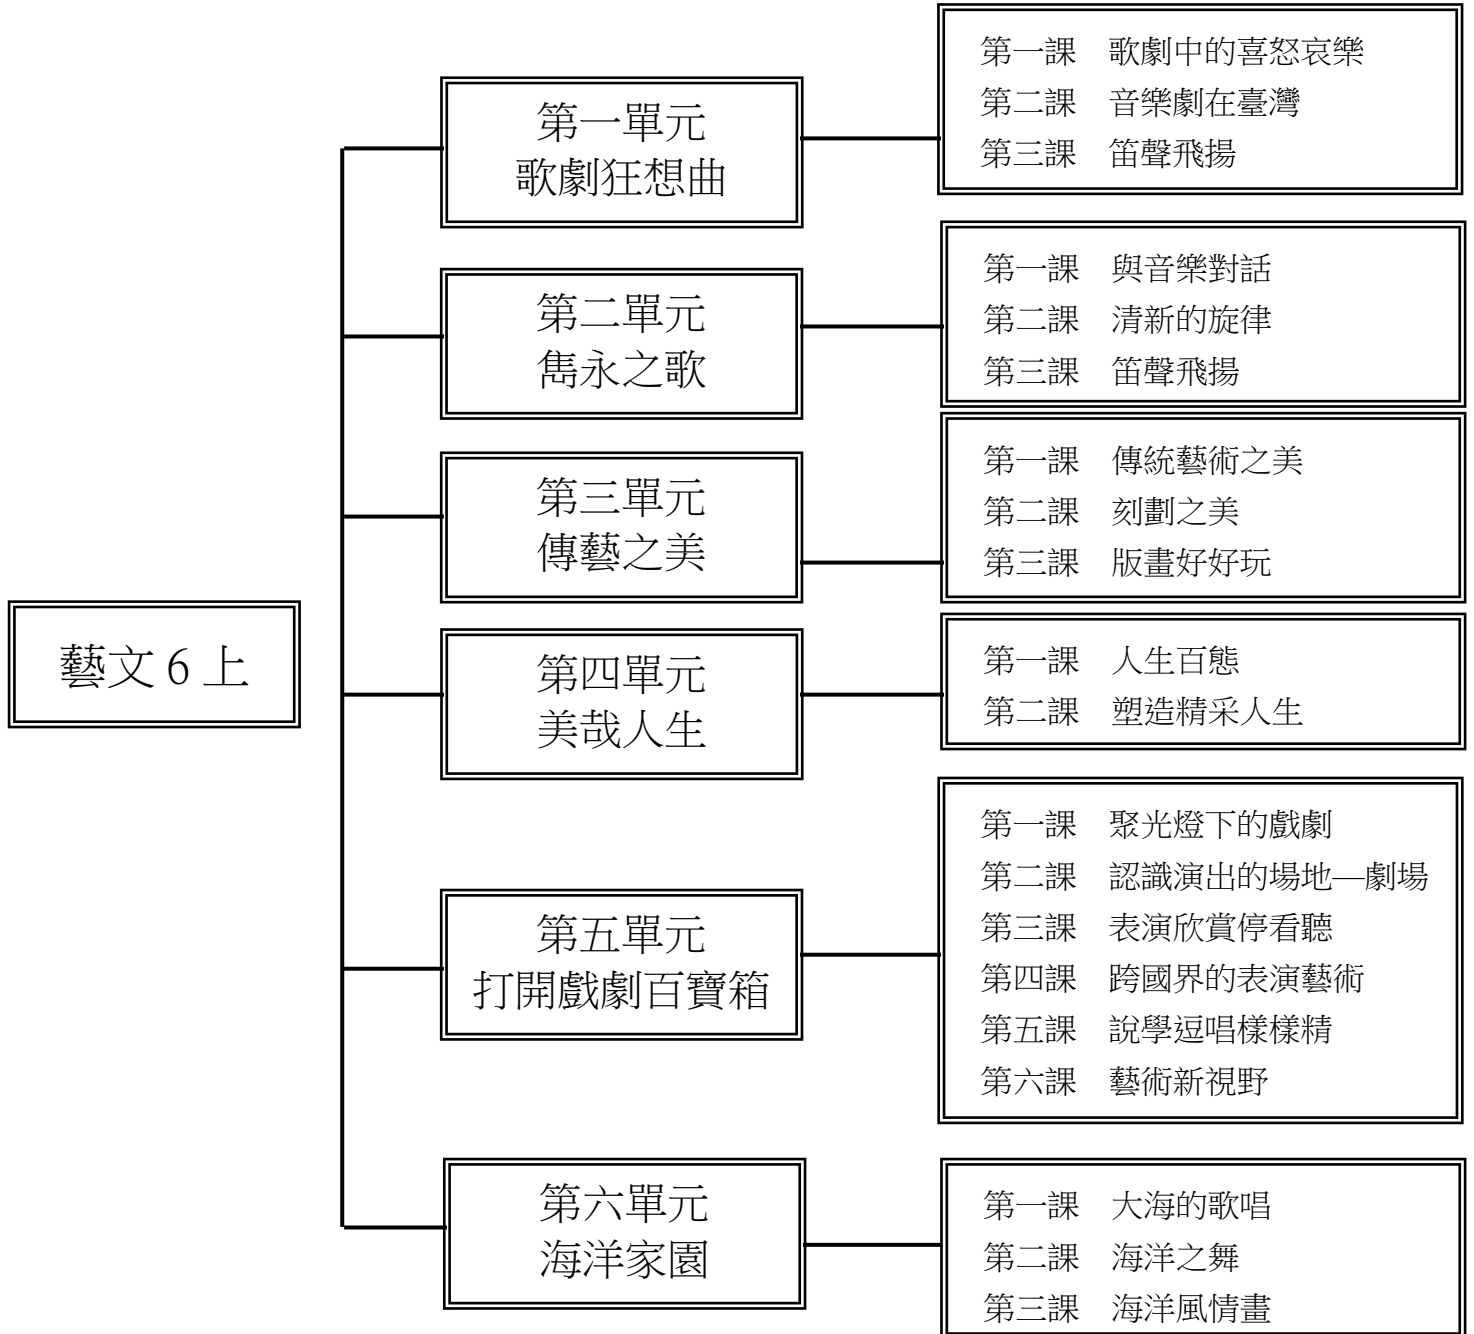 藝文 6 上
第一單元
歌劇狂想曲
第一課　歌劇中的喜怒哀樂
第二課　音樂劇在臺灣
第三課　笛聲飛揚
第二單元
雋永之歌
第一課　與音樂對話
第二課　清新的旋律
第三課　笛聲飛揚
第三單元
傳藝之美
第一課　傳統藝術之美
第二課　刻劃之美
第三課　版畫好好玩
第四單元
美哉人生
第一課　人生百態
第二課　塑造精采人生
第五單元
打開戲劇百寶箱
第一課　聚光燈下的戲劇
第二課　認識演出的場地—劇場
第三課　表演欣賞停看聽
第四課　跨國界的表演藝術
第五課　說學逗唱樣樣精
第六課　藝術新視野
第六單元
海洋家園
第一課　大海的歌唱
第二課　海洋之舞
第三課　海洋風情畫